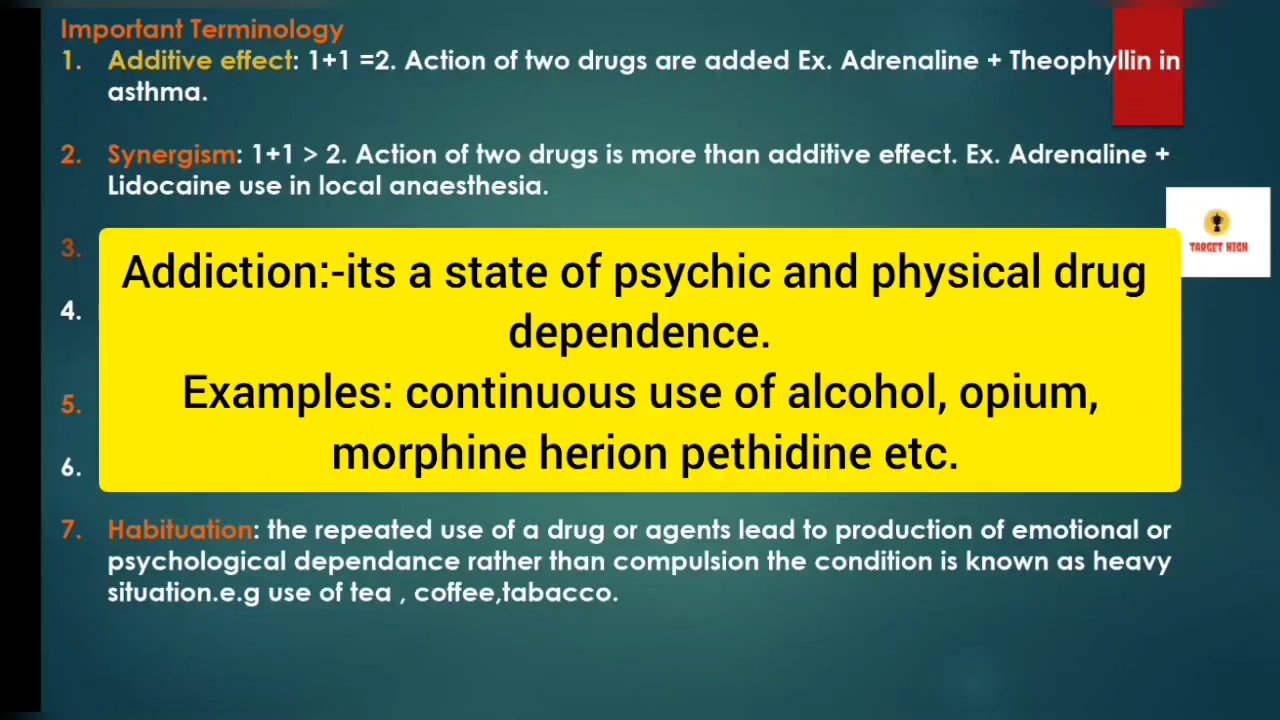 Important Terminology
1. Additive effect: 1+1 =2. Action of two drugs are added Ex. Adrenaline + Theophyllin in
asthma.
2. Synergism: 1+1 > 2. Action of two drugs is more than additive effect. Ex. Adrenaline +
Lidocaine use in local anaesthesia.
TARGET HIGH
3.
Addiction:-its a state of psychic and physical drug
4.
dependence.
Examples: continuous use of alcohol, opium,
5.
morphine herion pethidine etc.
6.
7. Habituation: the repeated use of a drug or agents lead to production of emotional or
psychological dependance rather than compulsion the condition is known as heavy
situation.e.g use of tea , coffee,tabacco.